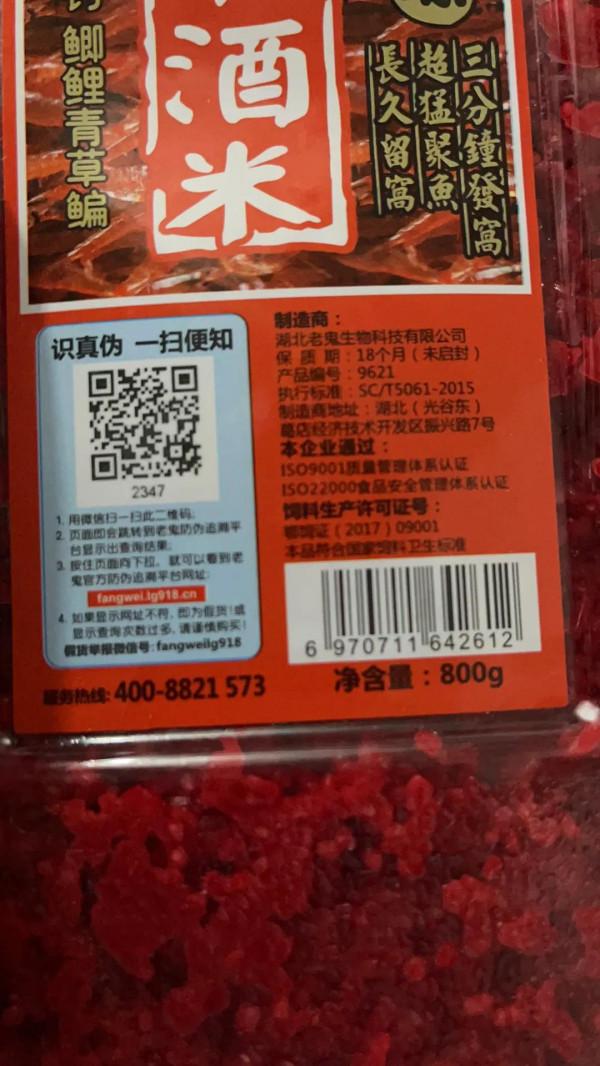 鲫鲤青草鳊
酒米
三分鐘發窩
超猛聚魚
長久留窩
识真伪 一扫便知
2347
1. 用微信扫一扫此二维码;
2. 页面即会跳转到老鬼防伪追溯平
台显示出查询结果;
3. 按住页面向下拉, 就可以看到老
鬼官方防伪追溯平台网址:
fangwei.lg918.cn
4. 如果显示网址不符, 即为假货!或
显示查询次数过多, 请谨慎购买!
假货举报微信号: fangweilg918
服务热线: 400-8821 573
制造商：
湖北老鬼生物科技有限公司
保 质 期：18个月（未启封）
产品编号：9621
执行标准：SC/T5061-2015
制造商地址：湖北（光谷东）
葛店经济技术开发区振兴路7号
本企业通过：
ISO9001质量管理体系认证
ISO22000食品安全管理体系认证
饲料生产许可证号：
鄂饲证（2017）09001
本品符合国家饲料卫生标准
6 970711 642612
净含量：800g